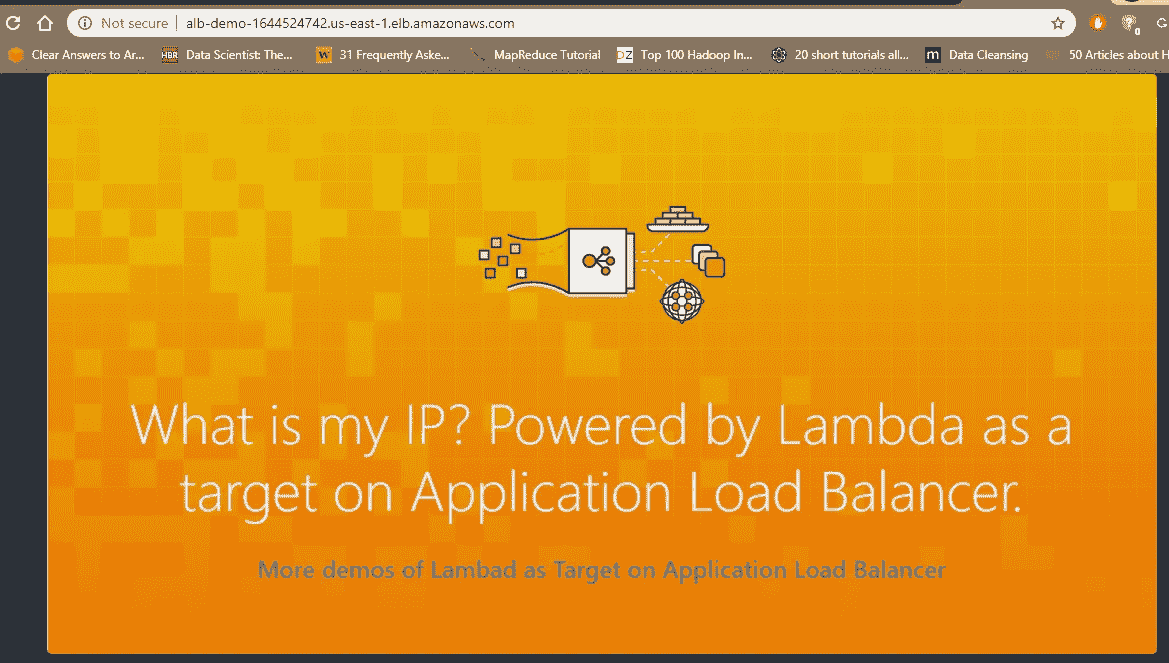 Not secure alb-demo-1644524742.us-east-1.elb.amazonaws.com
0
Clear Answers to Ar... HBR Data Scientist: The... W 31 Frequently Aske... MapReduce Tutorial DZ Top 100 Hadoop In... 20 short tutorials all... m Data Cleansing 50 Articles about H
What is my IP? Powered by Lambda as a
target on Application Load Balancer.
More demos of Lambad as Target on Application Load Balancer